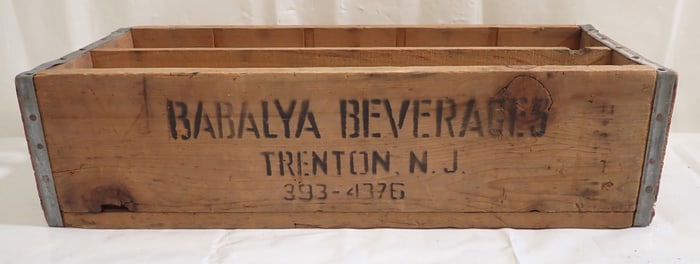 BABALYA BEVERAGES
TRENTON, N. J.
393-4376